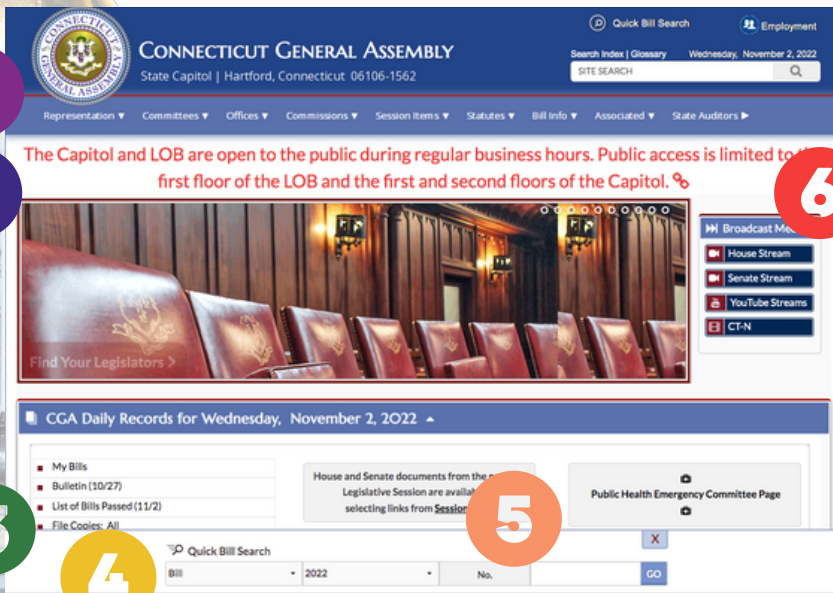 CONNECTICUT GENERAL ASSEMBLY
Quick Bill Search
Employment
CONNECTICUT GENERAL ASSEMBLY
State Capitol | Hartford, Connecticut 06106-1562
Search Index | Glossary
Wednesday, November 2, 2022
SITE SEARCH
Representation ▼ Committees ▼ Offices ▼ Commissions ▼ Session Items ▼ Statutes ▼ Bill Info ▼ Associated ▼ State Auditors ▶
The Capitol and LOB are open to the public during regular business hours. Public access is limited to
first floor of the LOB and the first and second floors of the Capitol.
6
Broadcast
House Stream
Senate Stream
YouTube Streams
CT-N
Find Your Legislators >
CGA Daily Records for Wednesday, November 2, 2022
My Bills
Bulletin (10/27)
List of Bills Passed (11/2)
File Copies: All
House and Senate documents from the
Legislative Session are
selecting links from
Public Health Emergency Committee Page
3
4
5
X
Quick Bill Search
Bill 2022 No. GO